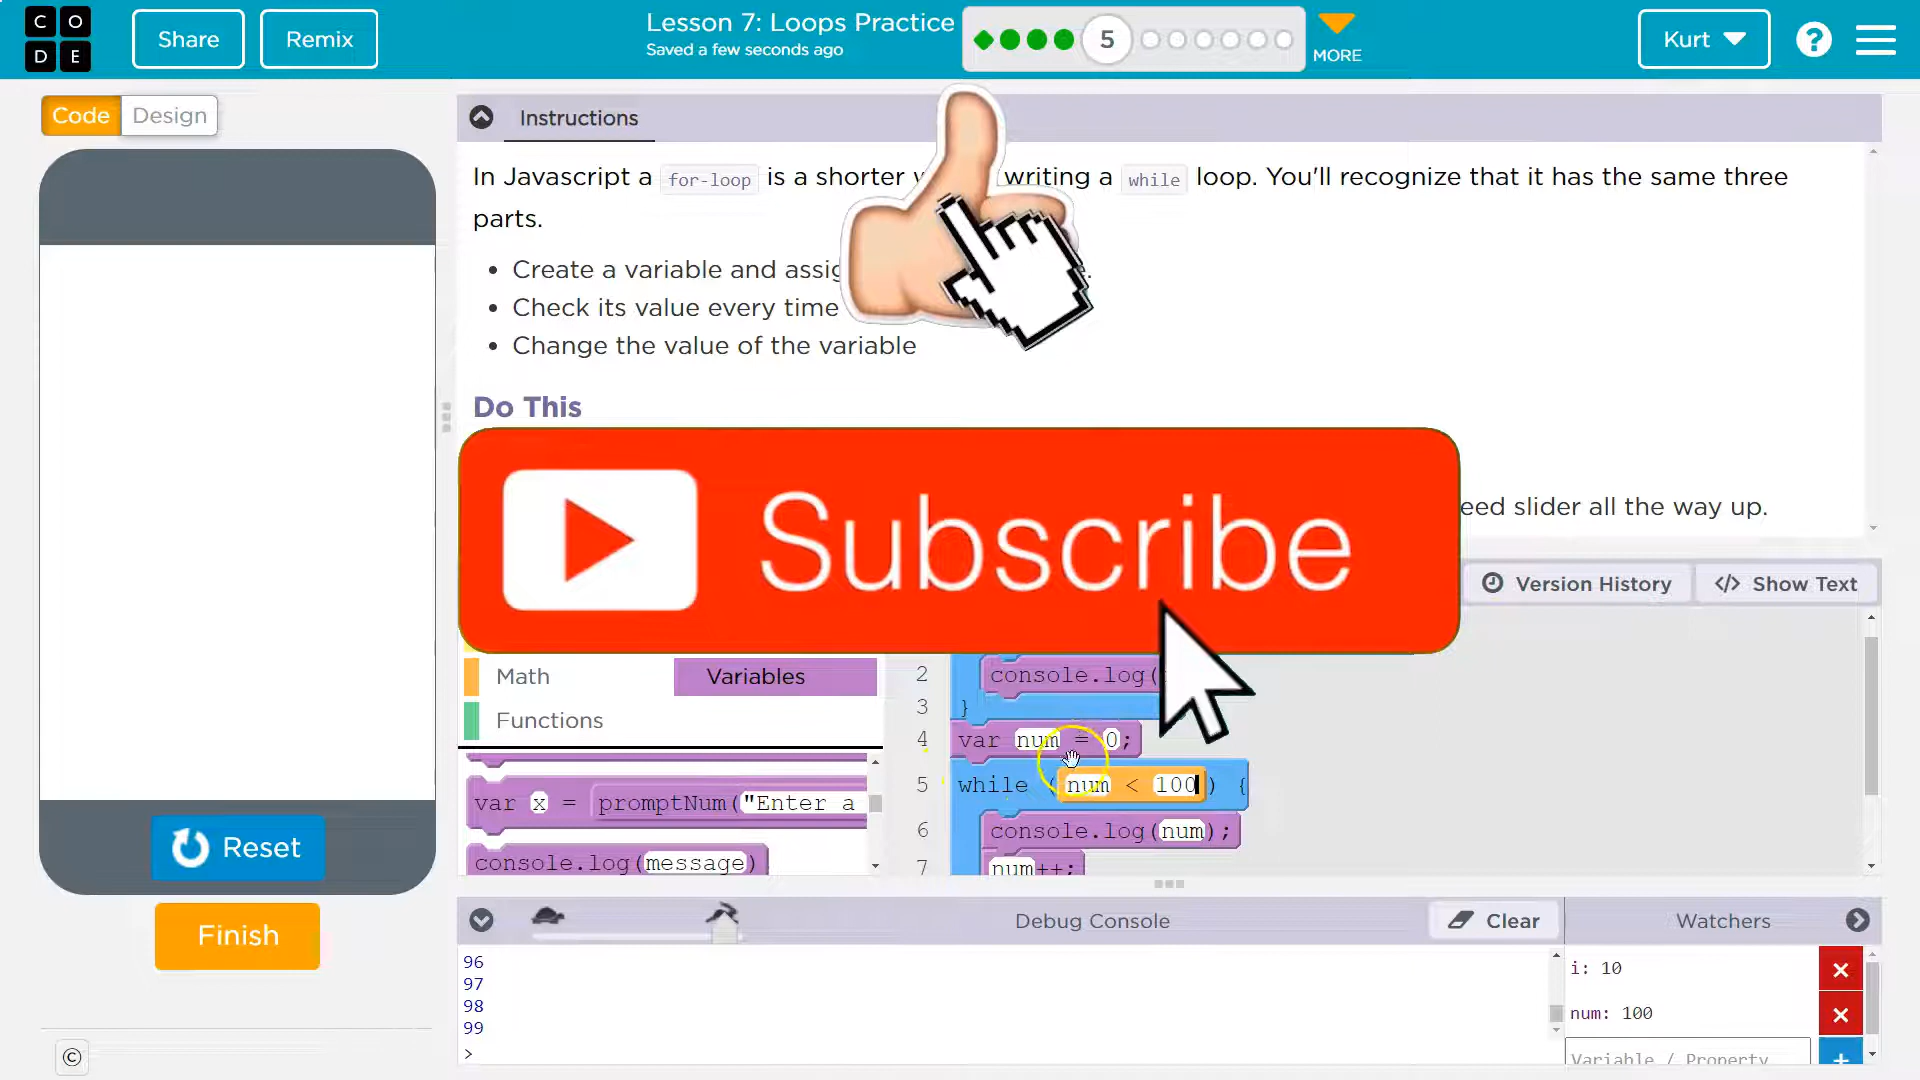 C O
D E
Share
Remix
Lesson 7: Loops Practice
Saved a few seconds ago
5
MORE
Kurt
?
Code
Design
Instructions
In Javascript a for-loop is a shorter writing a while loop. You'll recognize that it has the same three
parts.
Create a variable and
Check its value every time
Change the value of the variable
Do This
slider all the way up.
Subscribe
Version History
</> Show Text
Math
Variables
Functions
var x = promptNum("Enter a
console.log(message)
2 console.log(
3 }
4 var num = 0;
5 while ( num < 100 ) {
6 console.log(num);
7 num++;
Reset
Finish
©
Debug Console
Clear
Watchers
96
97
98
99
>
i: 10
num: 100
Variable / Property
+